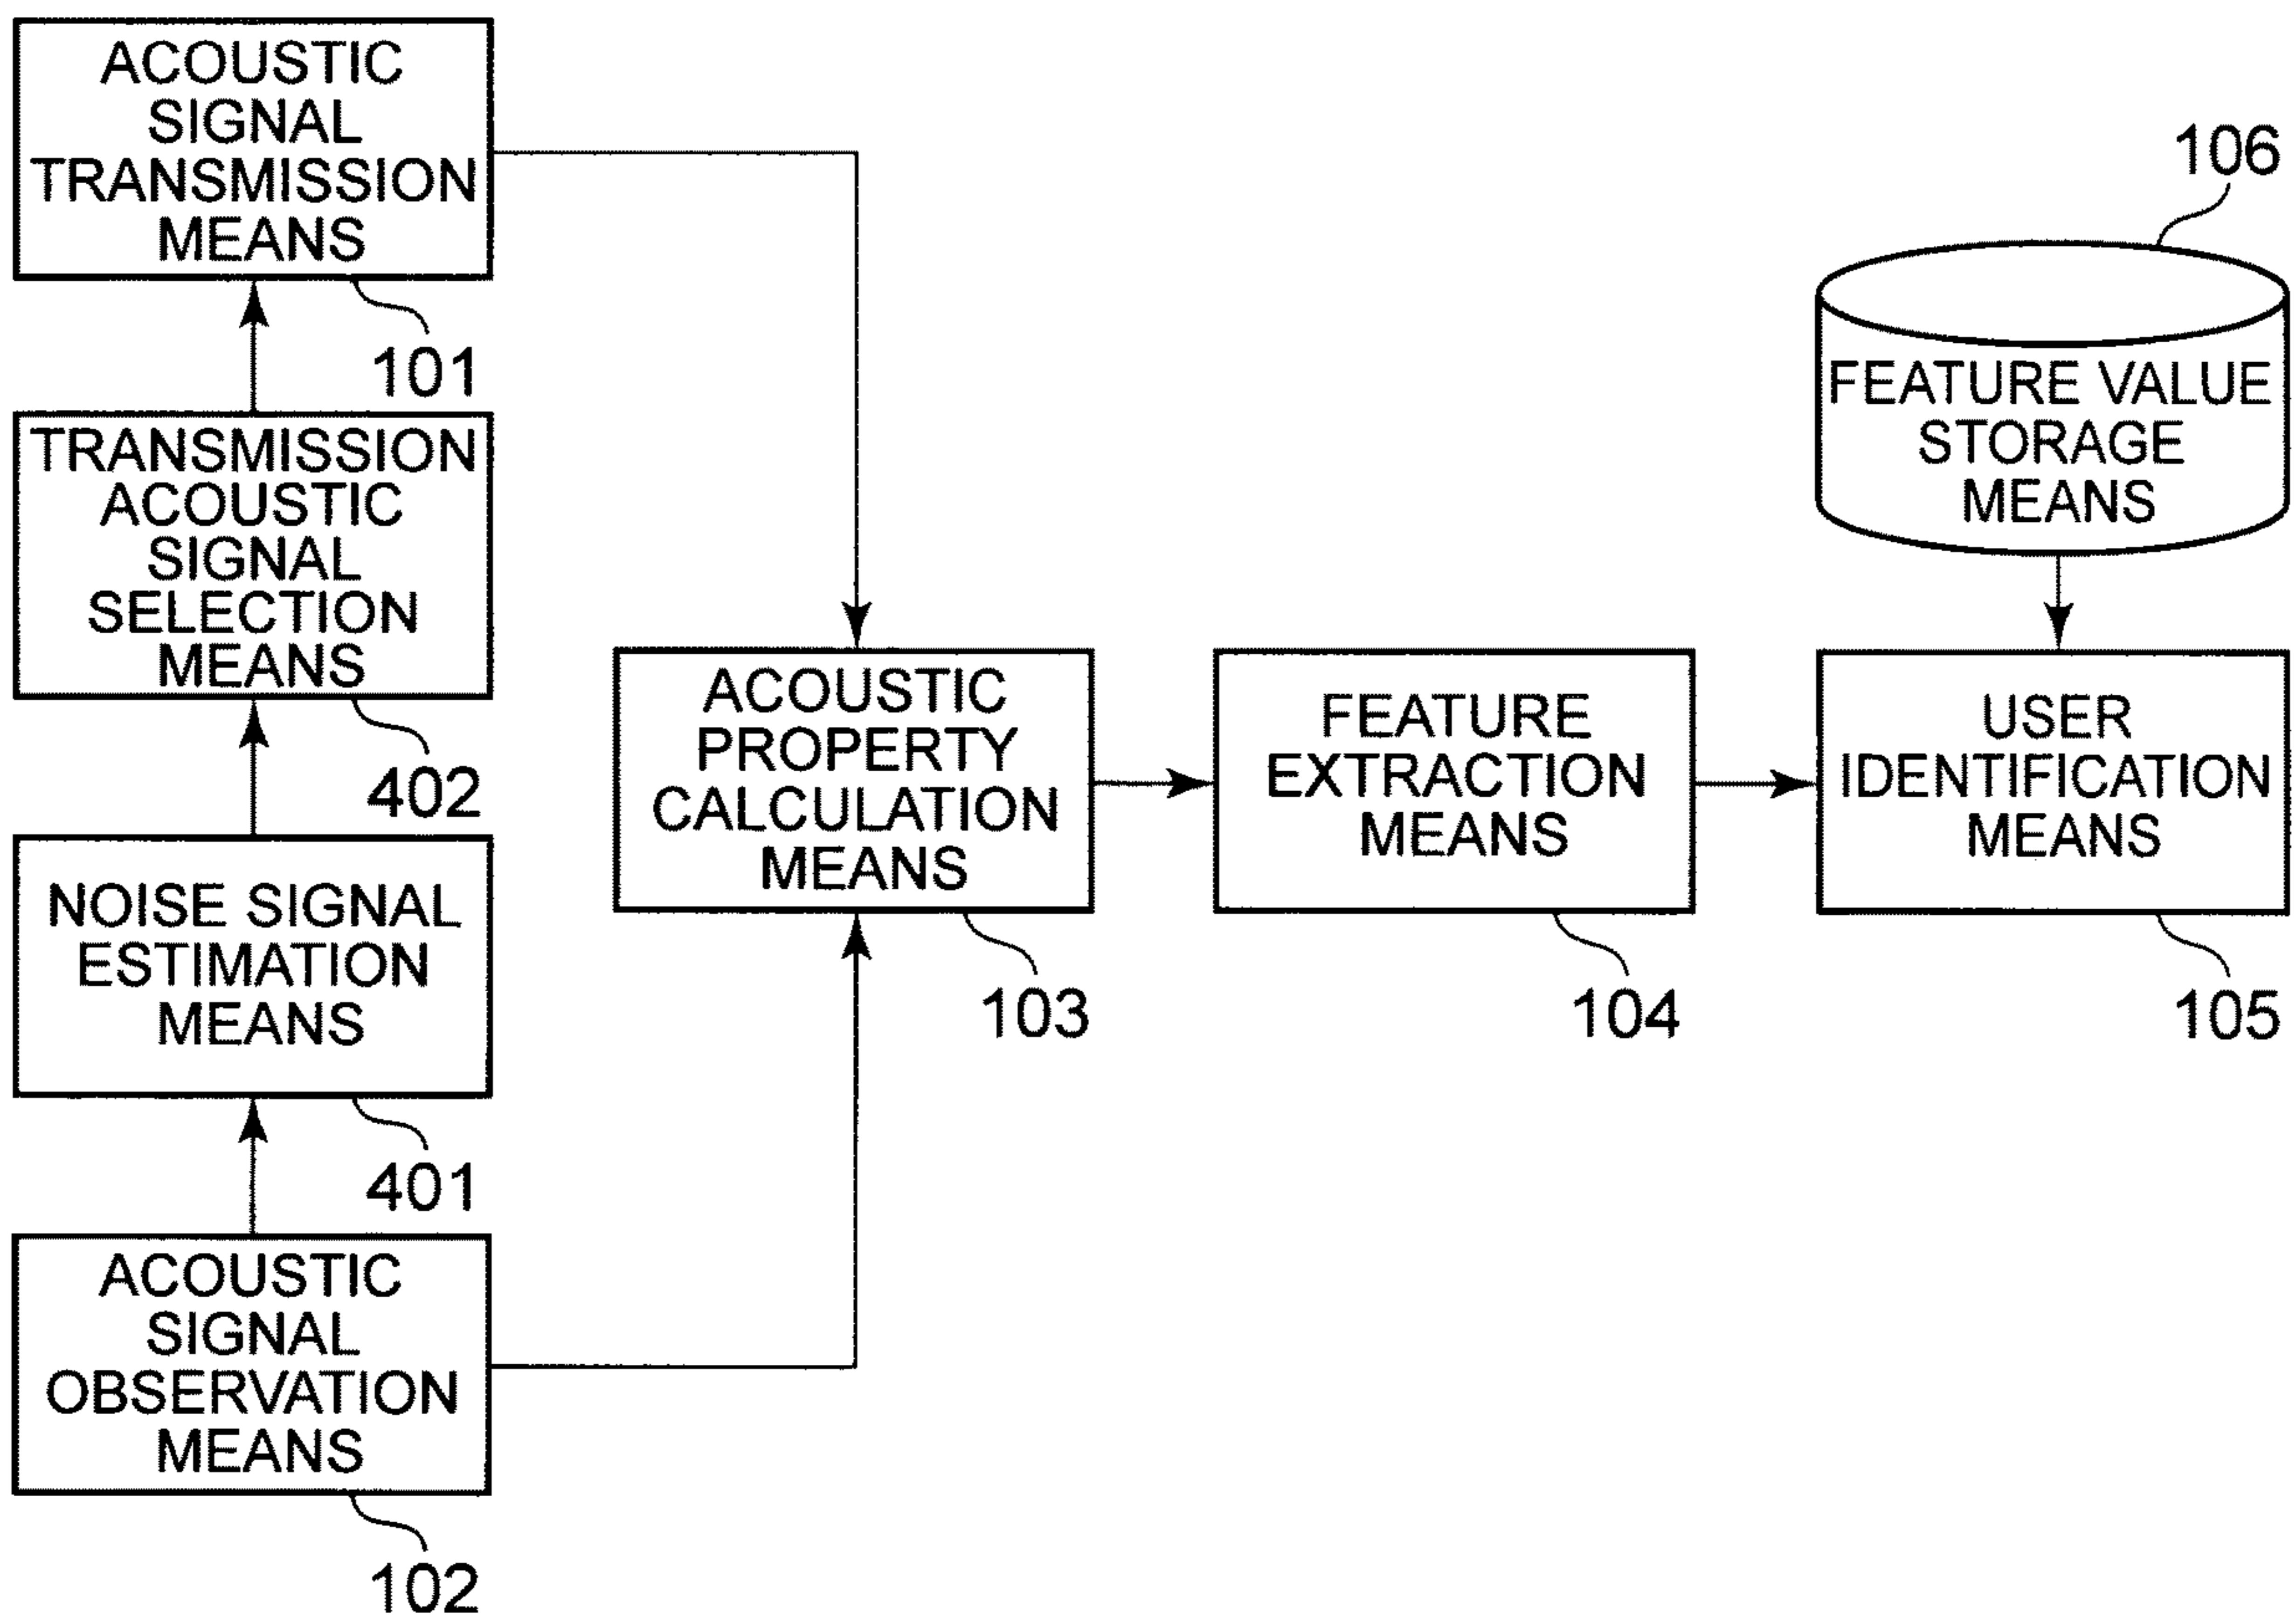 ACOUSTIC
SIGNAL
TRANSMISSION
MEANS
101
TRANSMISSION
ACOUSTIC
SIGNAL
SELECTION
MEANS
402
NOISE SIGNAL
ESTIMATION
MEANS
401
ACOUSTIC
SIGNAL
OBSERVATION
MEANS
102
ACOUSTIC
PROPERTY
CALCULATION
MEANS
103
FEATURE
EXTRACTION
MEANS
104
106
FEATURE VALUE
STORAGE
MEANS
USER
IDENTIFICATION
MEANS
105